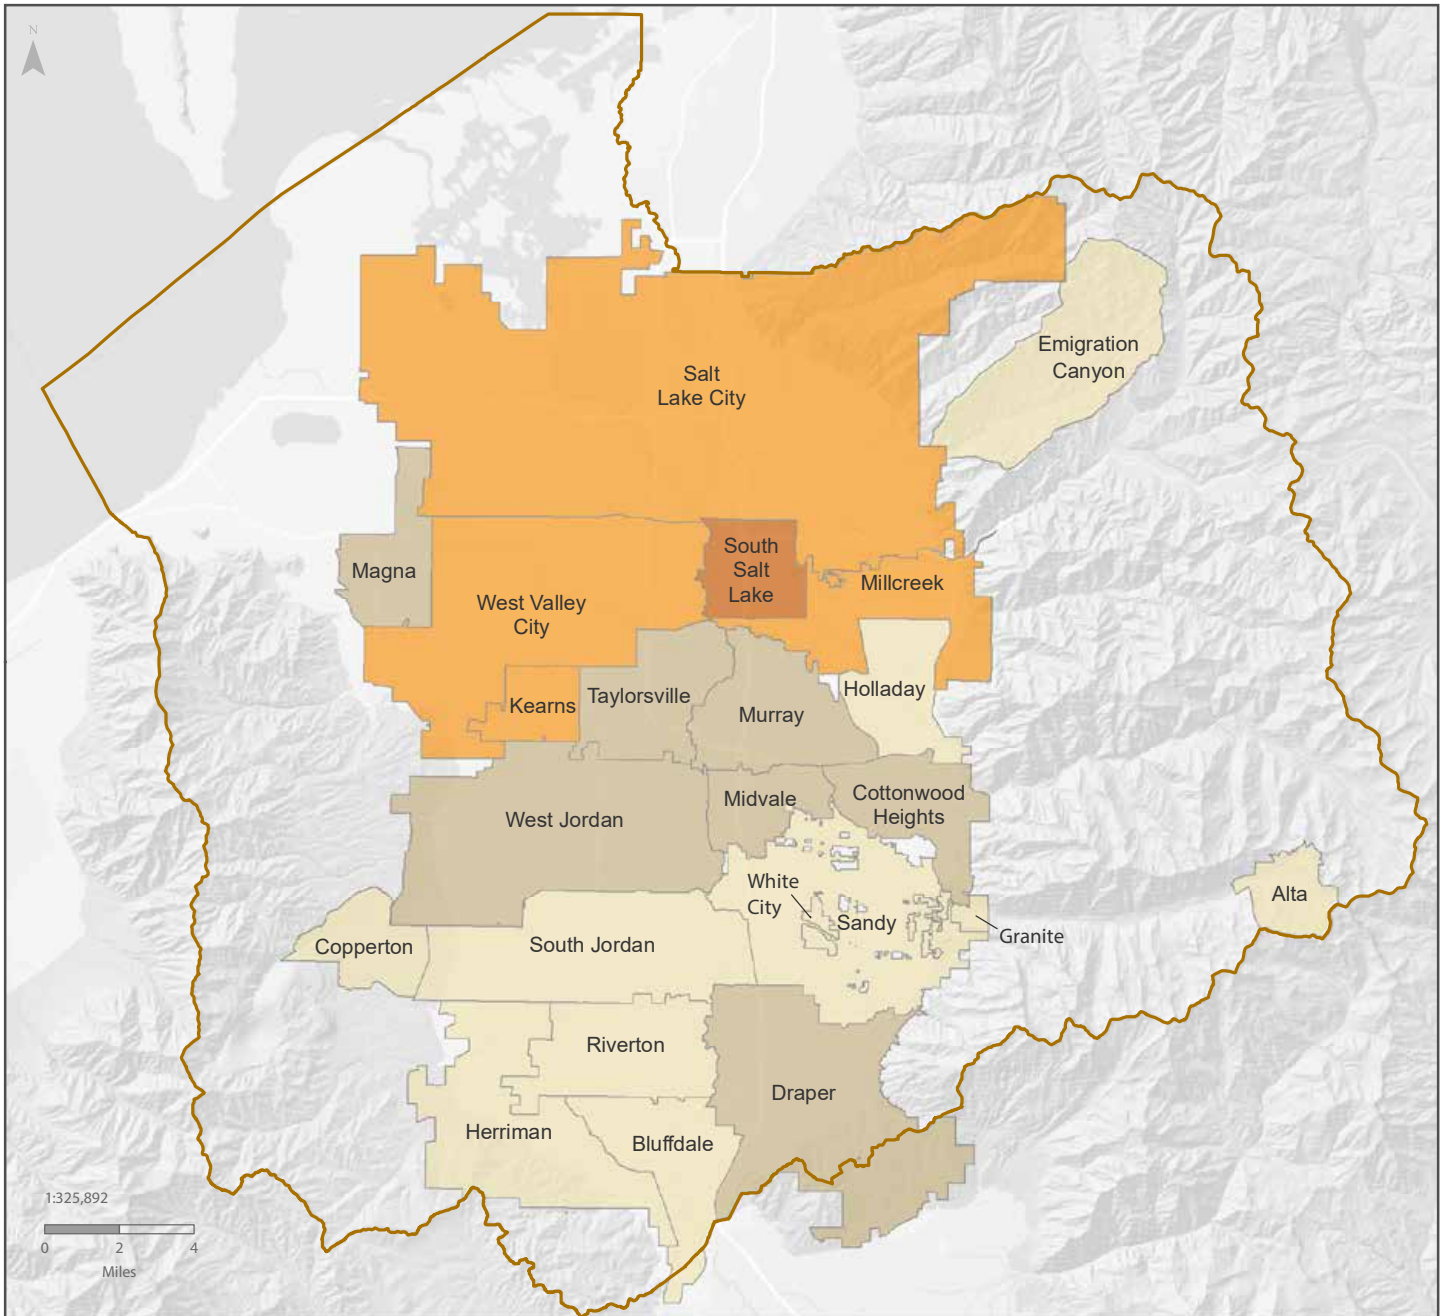 N
Emigration
Canyon
Salt
Lake City
South
Salt
Lake
Magna
Millcreek
West Valley
City
Holladay
Taylorsville
Kearns
Murray
Midvale
Cottonwood
Heights
West Jordan
White
City
Alta
Sandy
Granite
Copperton
South Jordan
Riverton
Draper
Herriman
Bluffdale
1:325,892
0 2 4
Miles